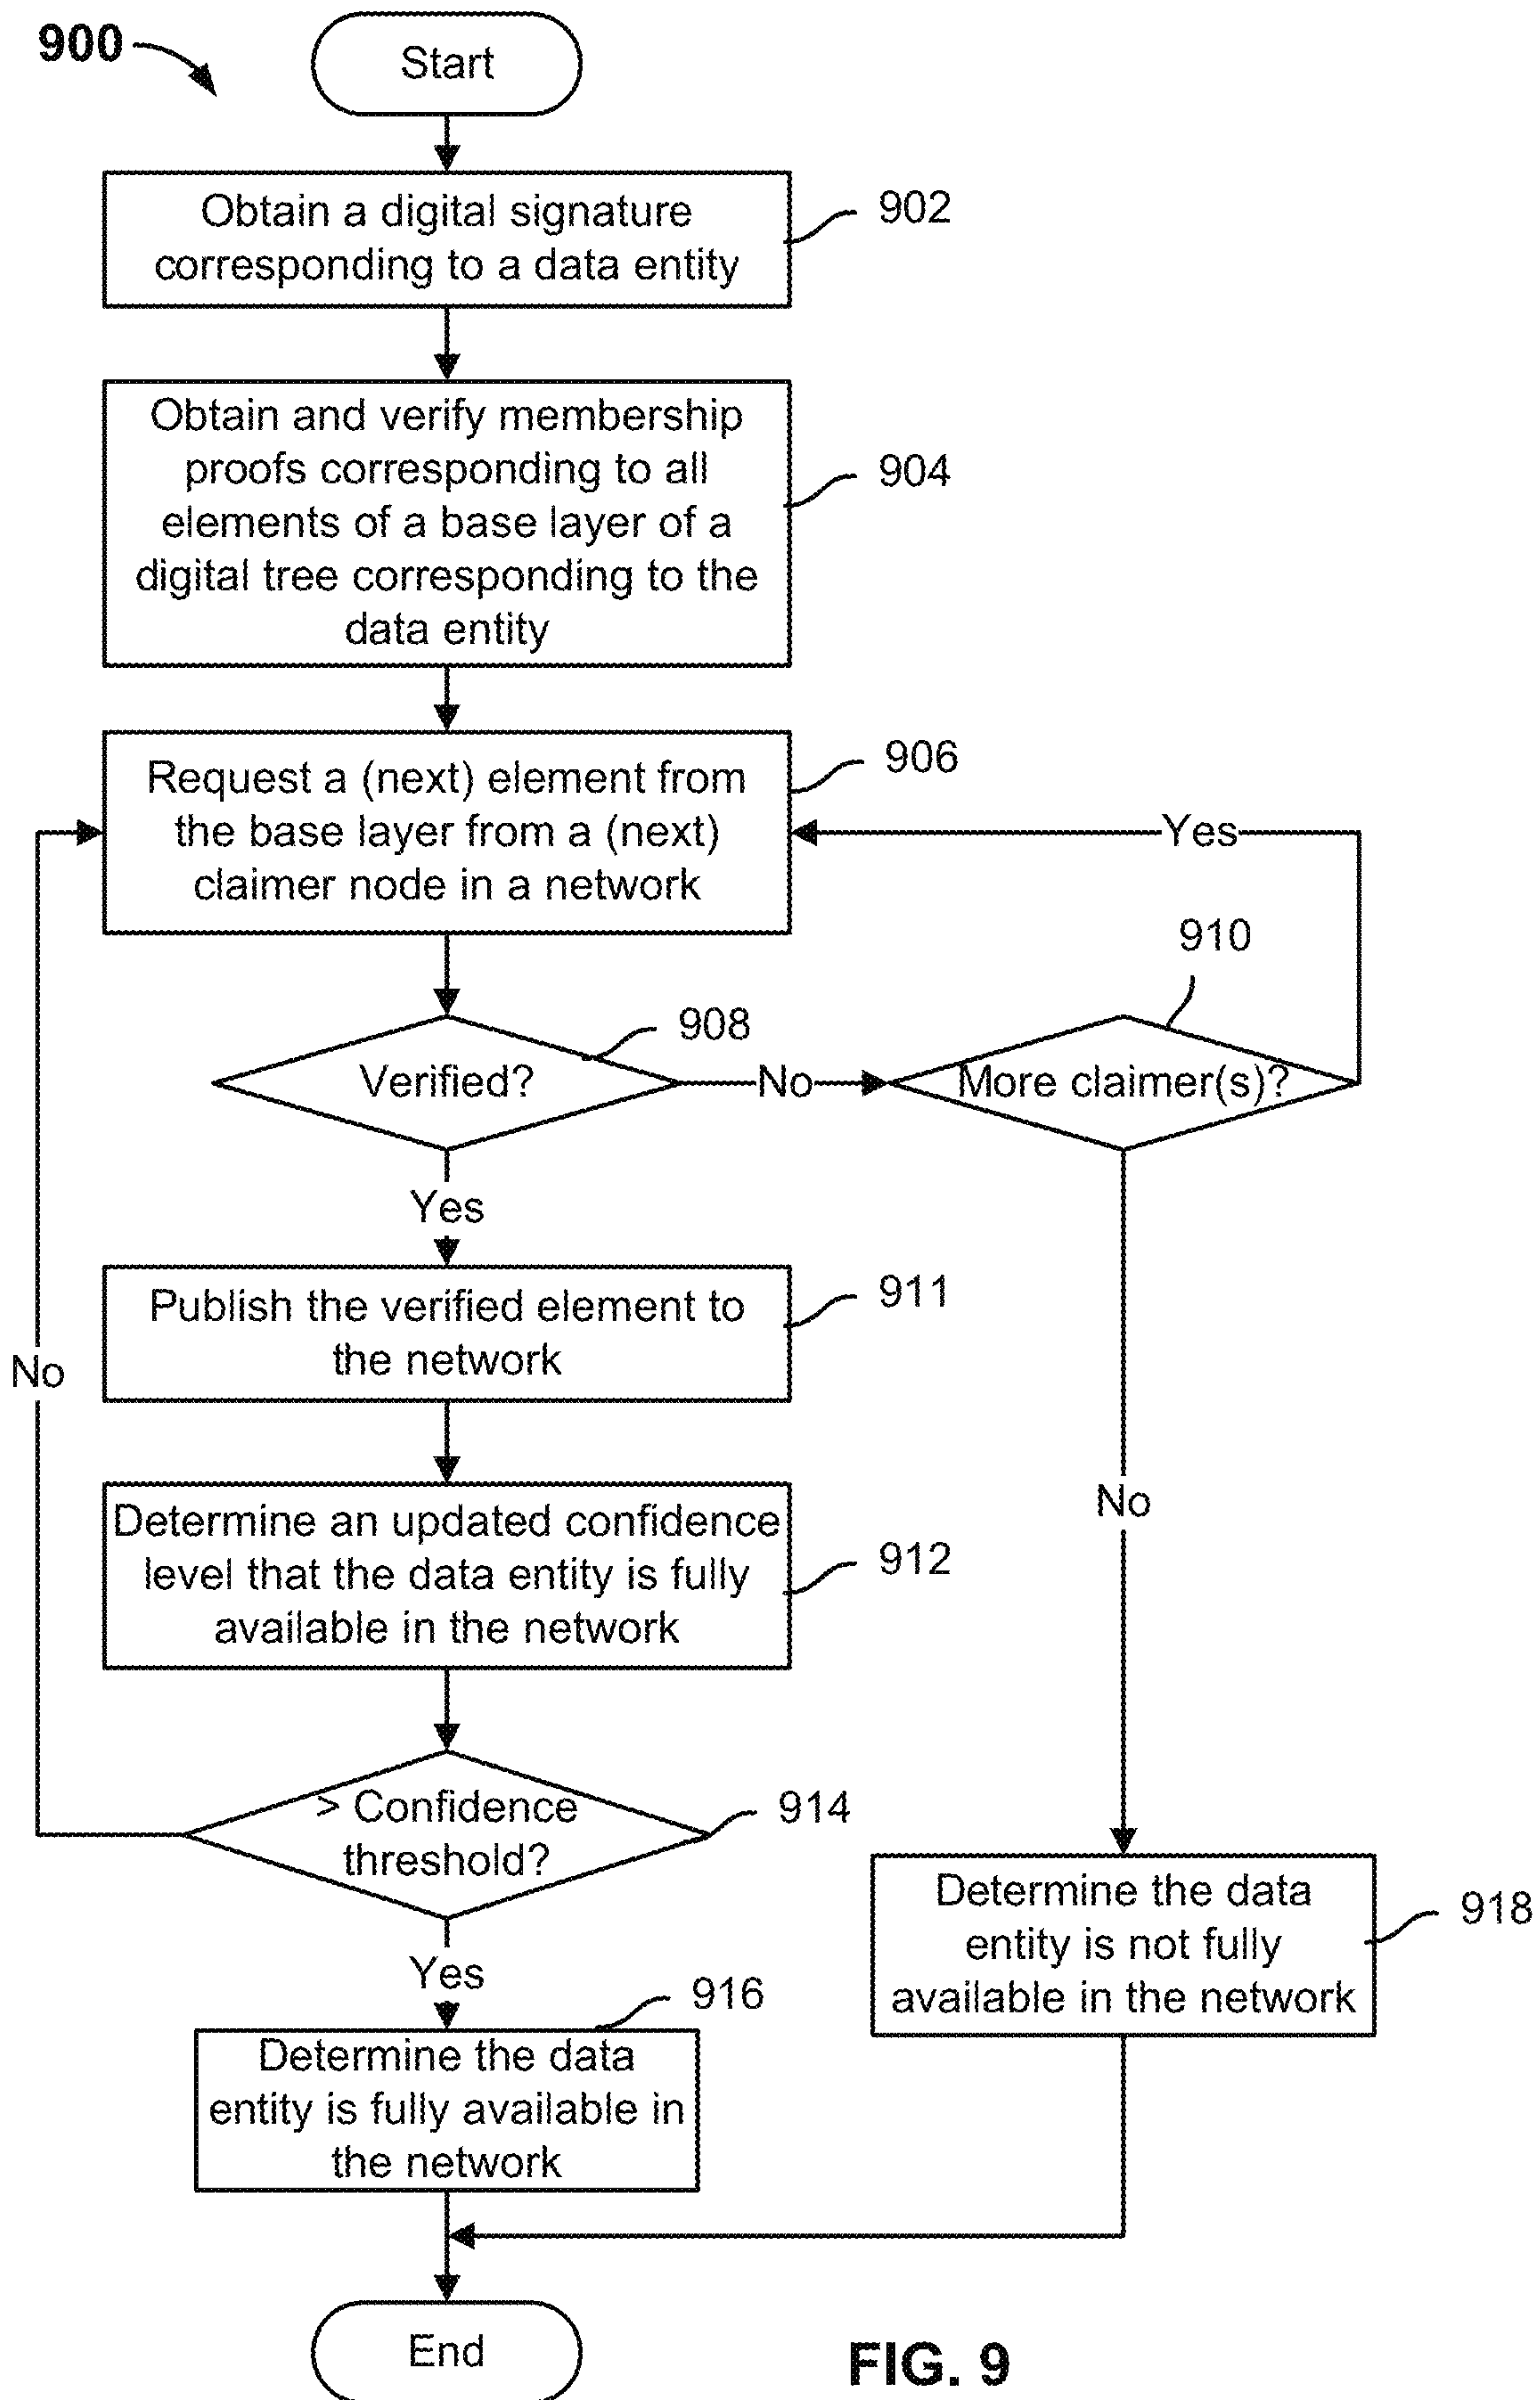 900
Start
Obtain a digital signature
corresponding to a data entity
902
Obtain and verify membership
proofs corresponding to all
elements of a base layer of a
digital tree corresponding to the
data entity
904
Request a (next) element from
the base layer from a (next)
claimer node in a network
906
Yes
910
908
Verified?
No
More claimer(s)?
Yes
Publish the verified element to
the network
911
No
Determine an updated confidence
level that the data entity is fully
available in the network
912
No
> Confidence
threshold?
914
Yes
Determine the data
entity is not fully
available in the network
918
916
Determine the data
entity is fully available in
the network
End
FIG. 9